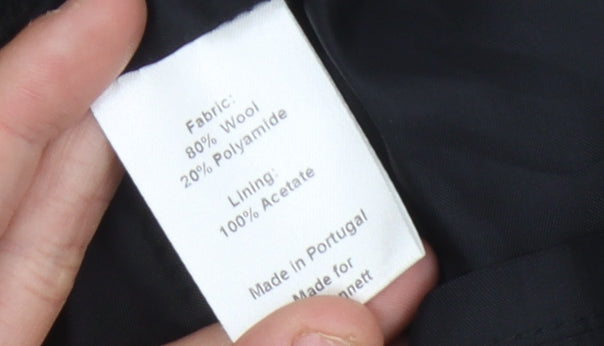 Fabric:
80% Wool
20% Polyamide
Lining:
100% Acetate
Made in Portugal
Made for